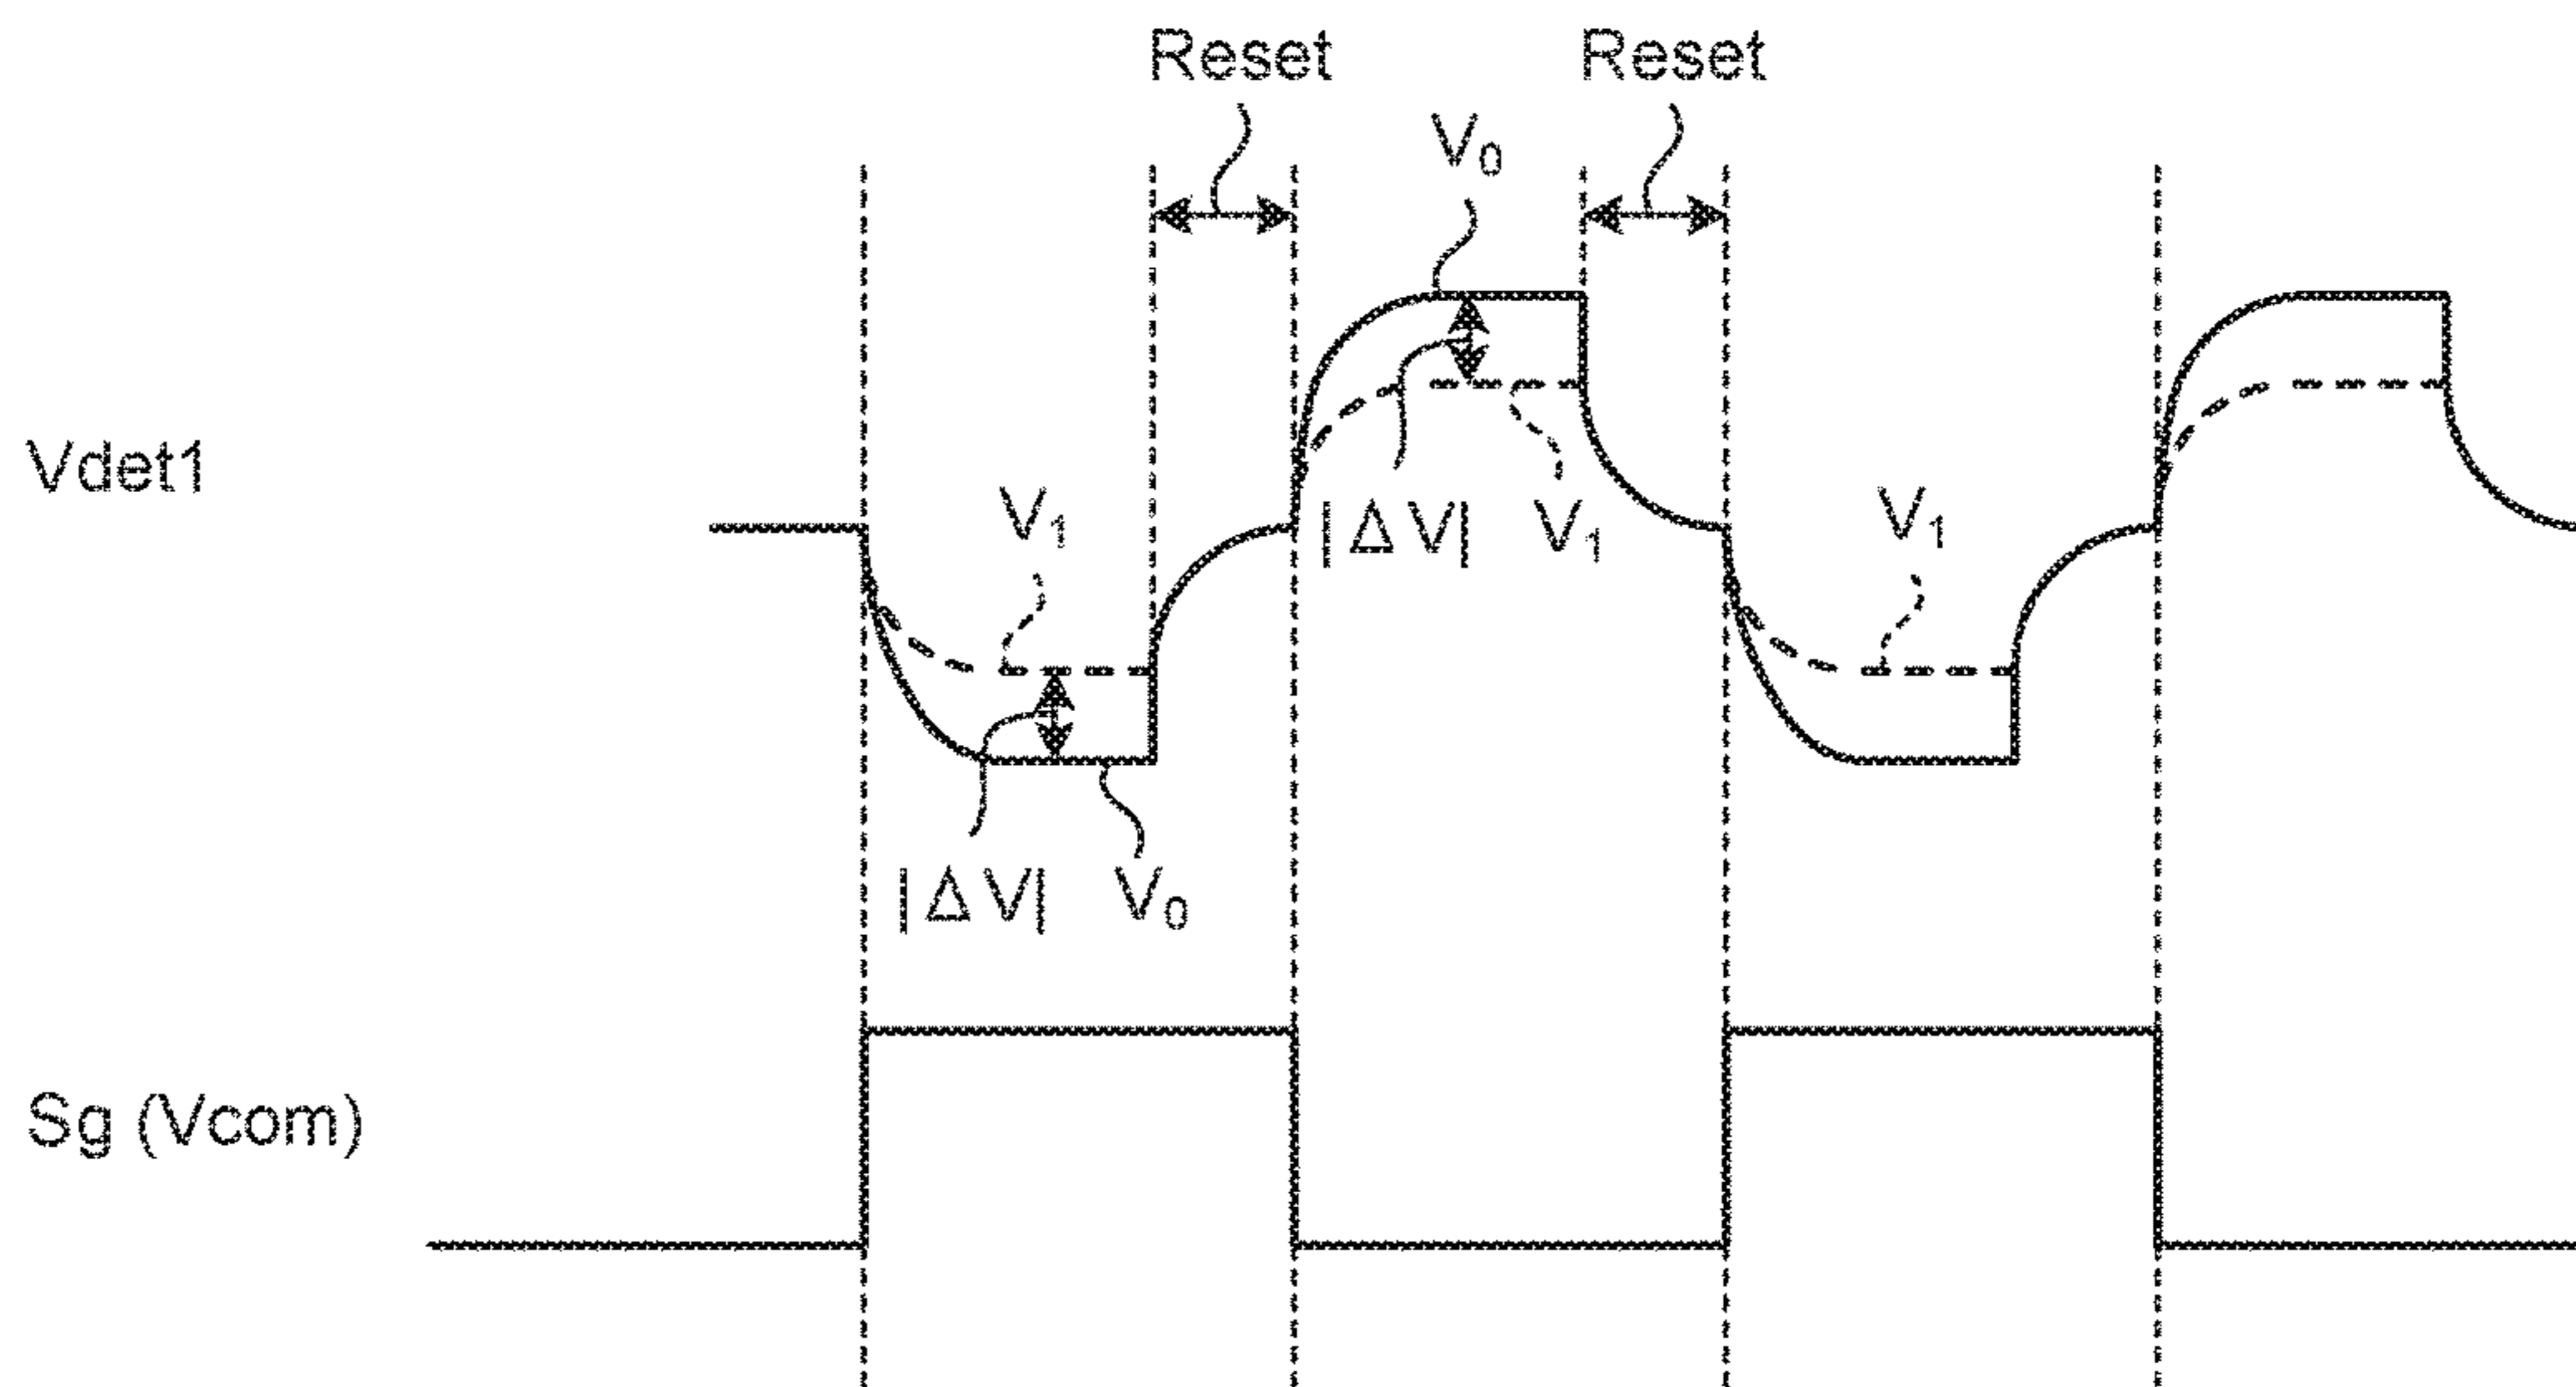 Reset Reset
V₀
Vdet1
V₁ |ΔV| V₁ V₁
|ΔV| V₀
Sg (Vcom)